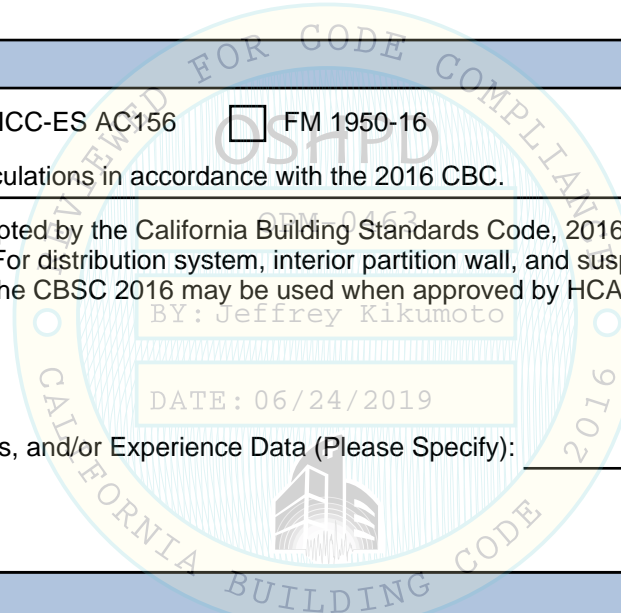 REVIEWED FOR CODE COMPLIANCE
ICC-ES AC156 FM 1950-16
OSHPD
culations in accordance with the 2016 CBC.
opted by the California Building Standards Code, 2016
OPM-0463
For distribution system, interior partition wall, and susp
he CBSC 2016 may be used when approved by HCA
BY: Jeffrey Kikumoto
DATE: 06/24/2019
s, and/or Experience Data (Please Specify):
CALIFORNIA BUILDING CODE 2016